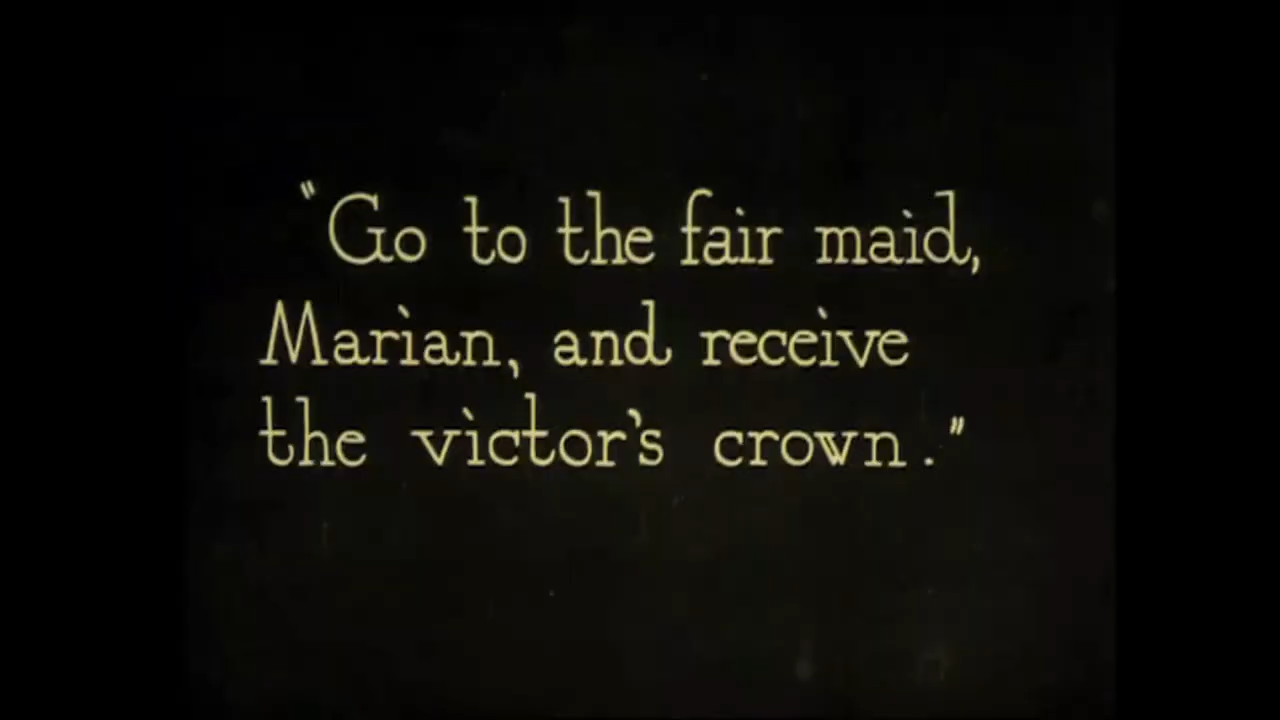 "Go to the fair maid,
Marian, and receive
the victor's crown."